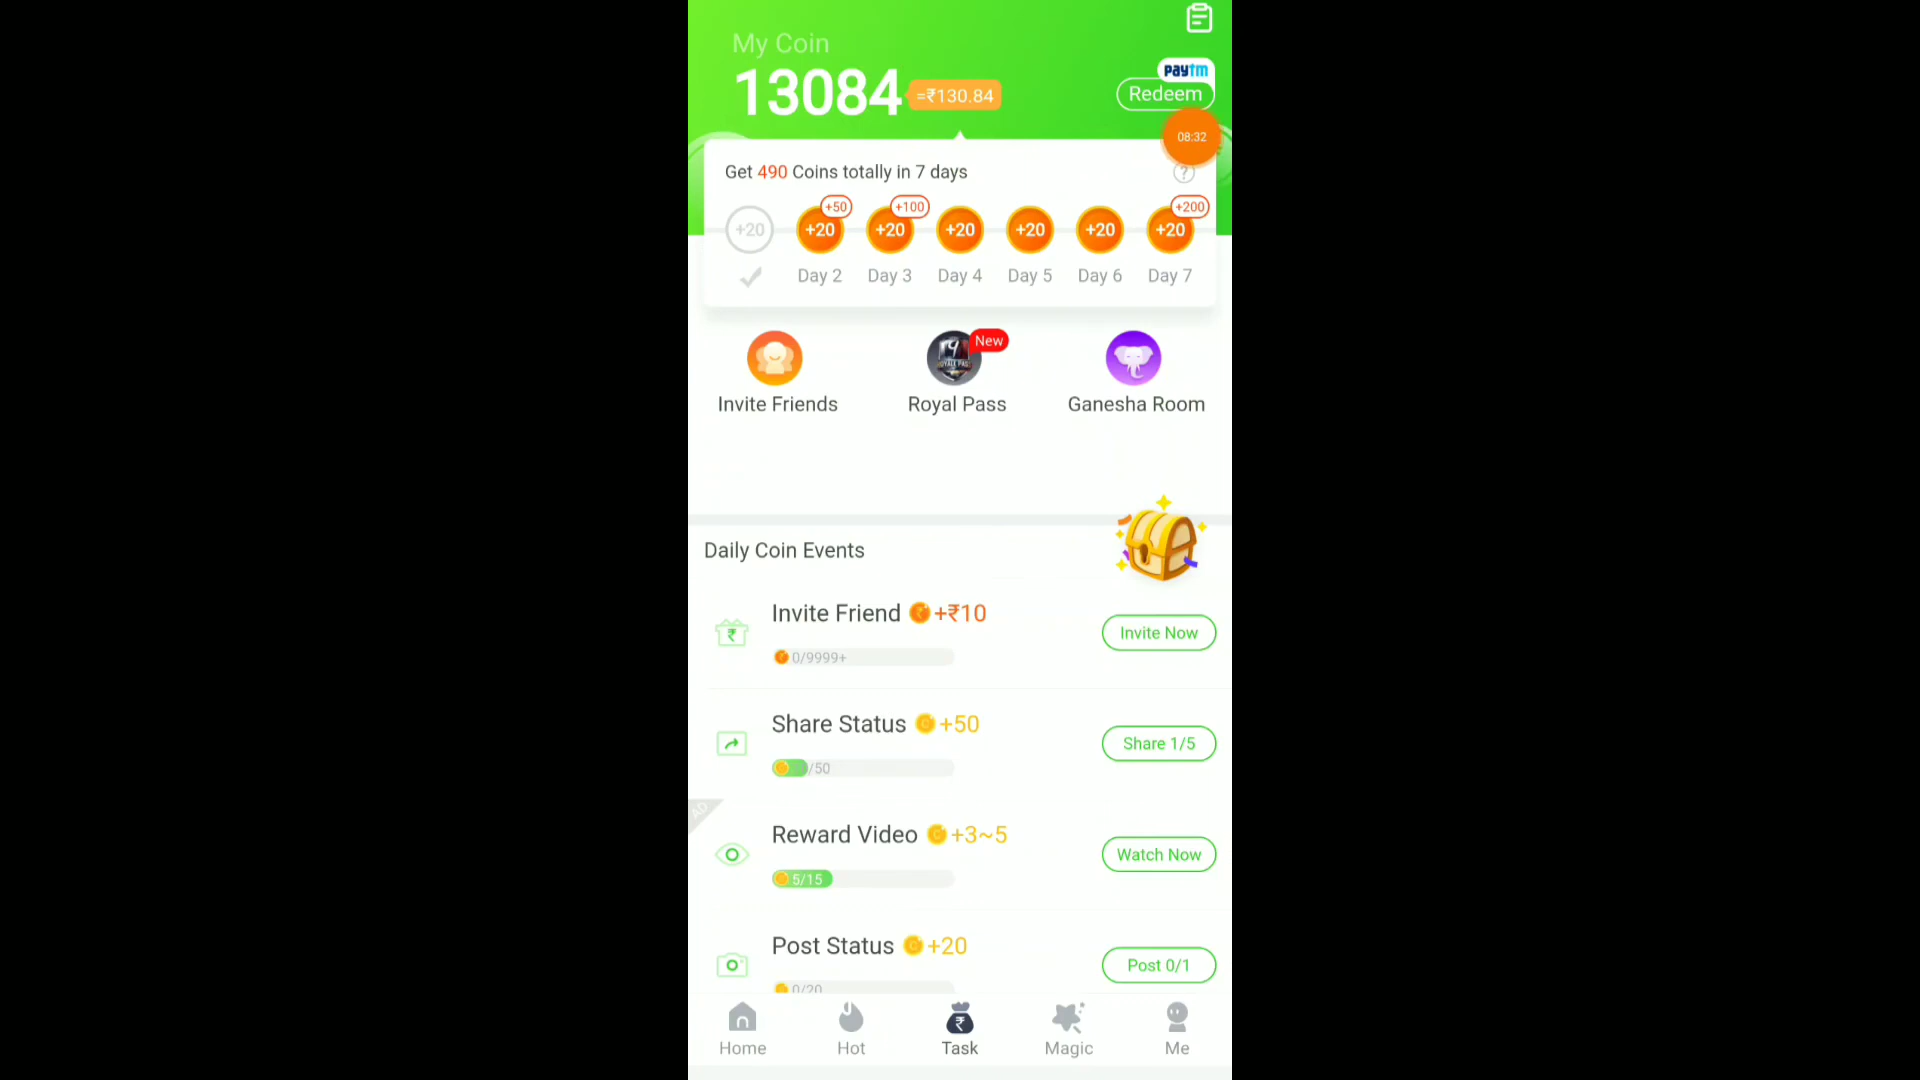 My Coin
13084 =₹130.84
paytm
Redeem
08:32
Get 490 Coins totally in 7 days
?
+50 +100 +200
+20 +20 +20 +20 +20 +20 +20
Day 2 Day 3 Day 4 Day 5 Day 6 Day 7
New
Invite Friends Royal Pass Ganesha Room
Daily Coin Events
Invite Friend +₹10
0/9999+
Invite Now
Share Status +50
/50
Share 1/5
AD
Reward Video +3~5
5/15
Watch Now
Post Status +20
0/20
Post 0/1
Home Hot Task Magic Me